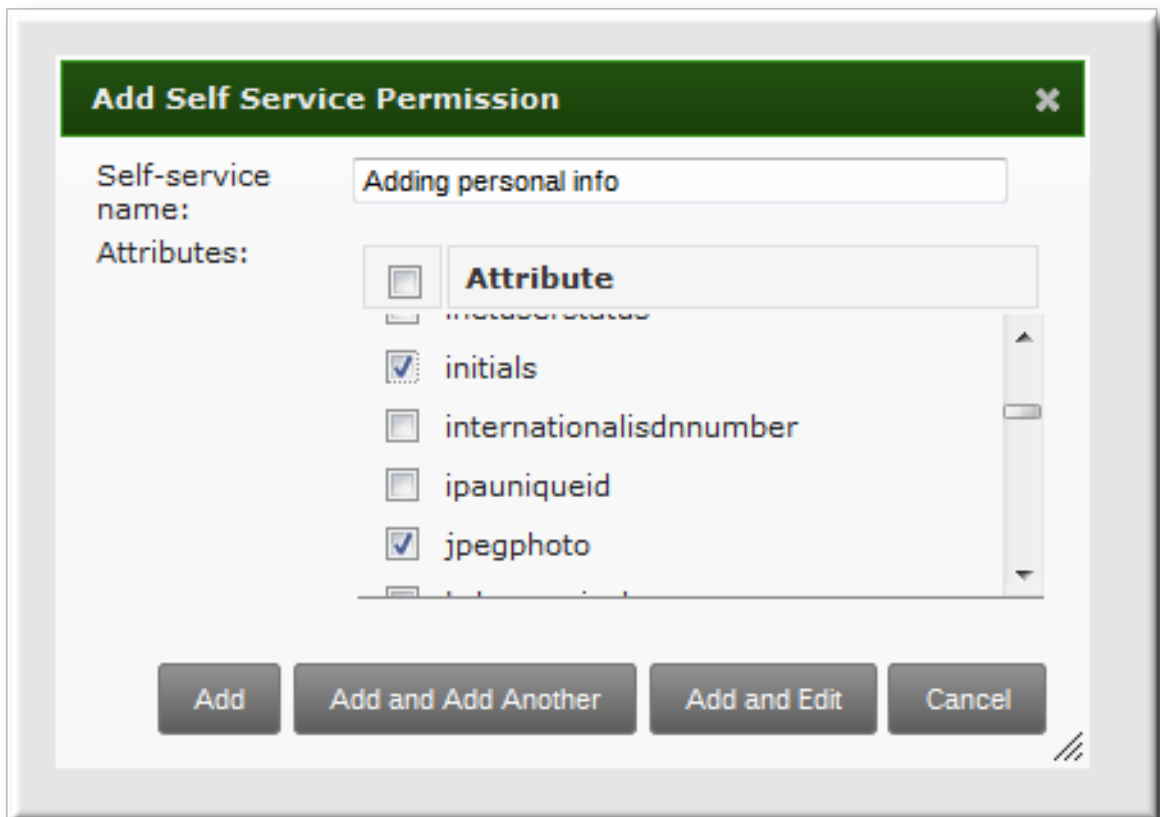 Add Self Service Permission
Self-service
name:
Adding personal info
Attributes:
Attribute
inetuserstatus
initials
internationalisdnnumber
ipauniqueid
jpegphoto
Add
Add and Add Another
Add and Edit
Cancel